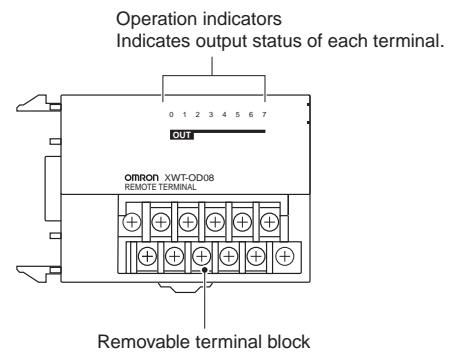 Operation indicators
Indicates output status of each terminal.
0 1 2 3 4 5 6 7
OUT
OMRON XWT-OD08
REMOTE TERMINAL
Removable terminal block